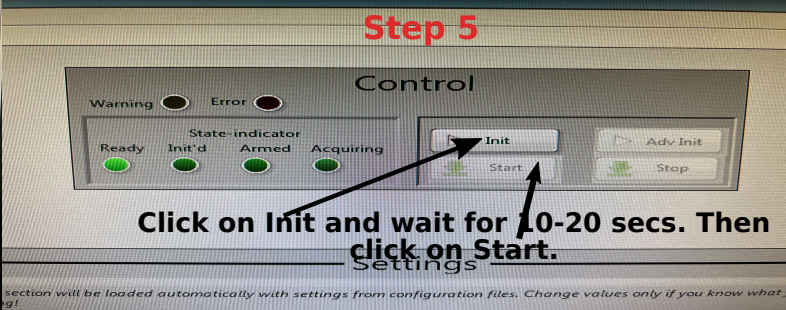 Step 5
Control
Warning Error
State-indicator
Ready Init'd Armed Acquiring
Init Adv Init
Start Stop
Click on Init and wait for 10-20 secs. Then
click on Start.
Settings
section will be loaded automatically with settings from configuration files. Change values only if you know what
ng!